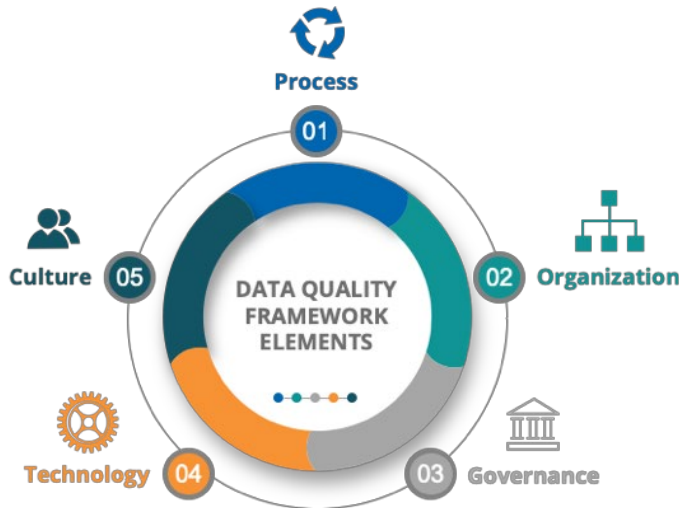 Process
01
Culture
05
DATA QUALITY
FRAMEWORK
ELEMENTS
02
Organization
Technology
04
03
Governance